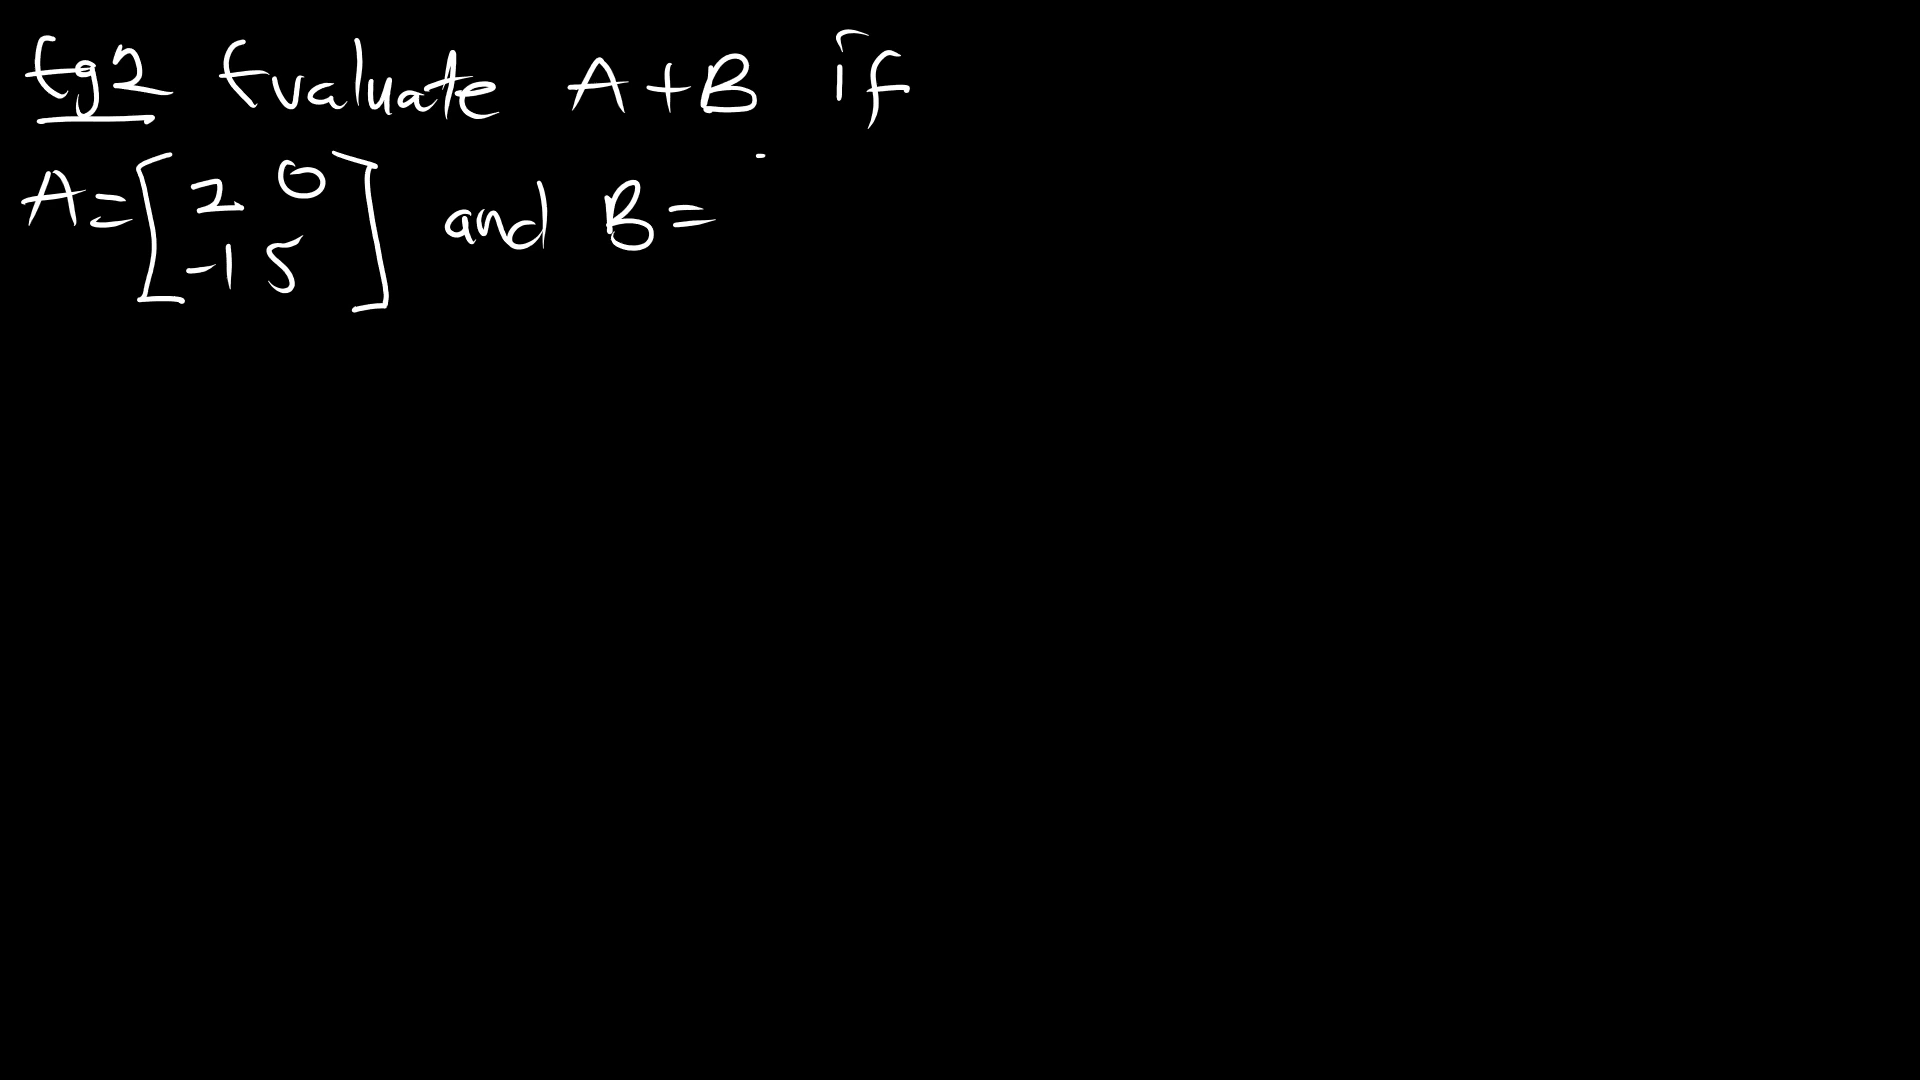 Eg2 Evaluate A+B if
A=[2 0
-1 5] and B=